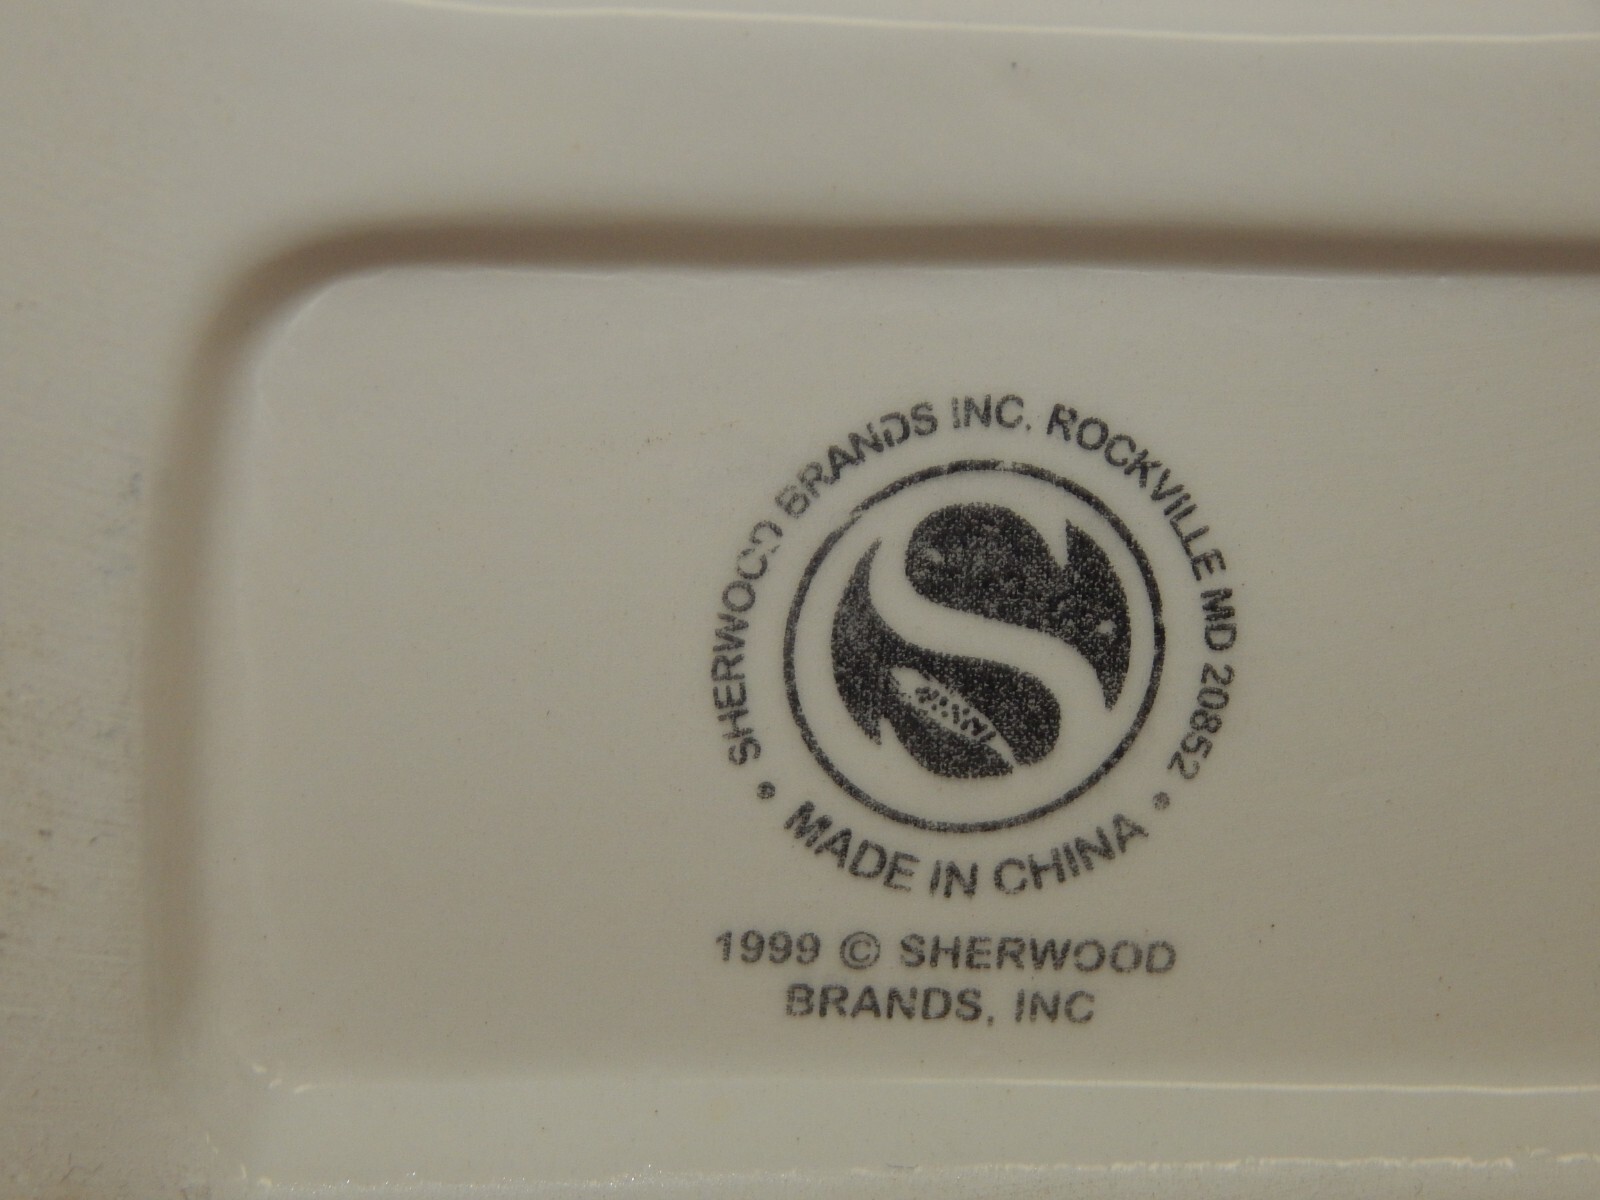 SHERWOOD BRANDS INC. ROCKVILLE MD 20852
• MADE IN CHINA •
1999 © SHERWOOD
BRANDS, INC